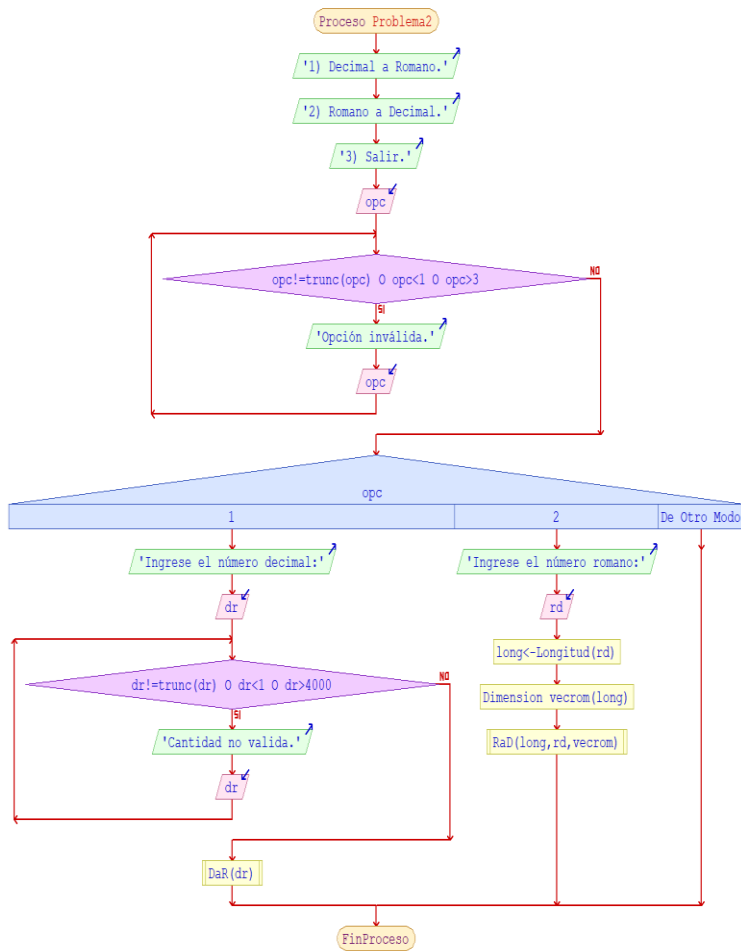 Proceso Problema2
'1) Decimal a Romano.'
'2) Romano a Decimal.'
'3) Salir.'
opc
opc!=trunc(opc) O opc<1 O opc>3
NO
SI
'Opción inválida.'
opc
opc
1
2
De Otro Modo
'Ingrese el número decimal:'
dr
dr!=trunc(dr) O dr<1 O dr>4000
NO
SI
'Cantidad no valida.'
dr
DaR(dr)
'Ingrese el número romano:'
rd
long<-Longitud(rd)
Dimension vecrom(long)
RaD(long,rd,vecrom)
FinProceso